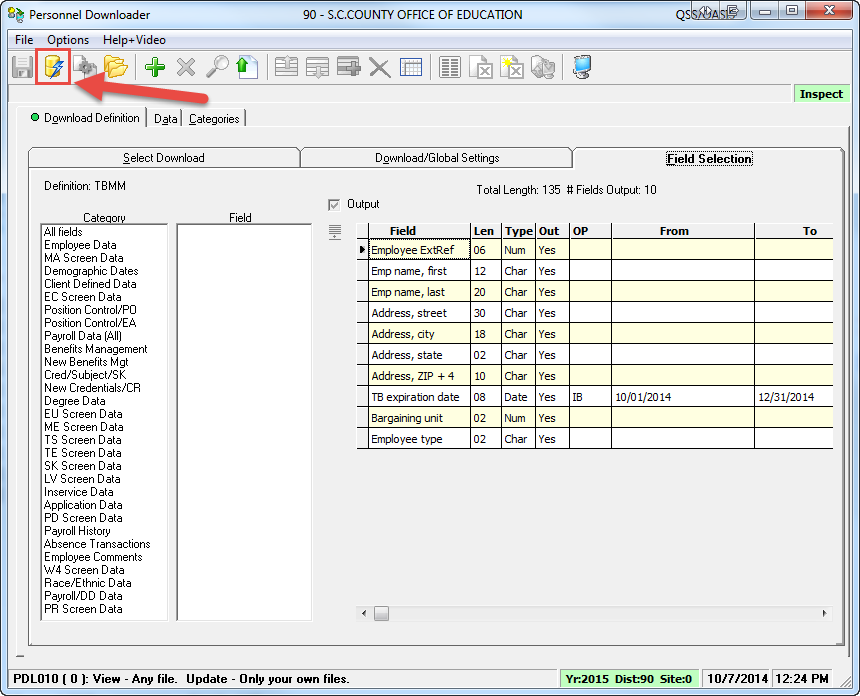 Personnel Downloader 90 - S.C.COUNTY OFFICE OF EDUCATION QSS/OASIS
File Options Help+Video
Inspect
Download Definition Data Categories
Select Download Download/Global Settings Field Selection
Definition: TBMM
Total Length: 135 # Fields Output: 10
Output
Category Field
All fields
Employee Data
MA Screen Data
Demographic Dates
Client Defined Data
EC Screen Data
Position Control/PO
Position Control/EA
Payroll Data (All)
Benefits Management
New Benefits Mgt
Cred/Subject/SK
New Credentials/CR
Degree Data
EU Screen Data
ME Screen Data
TS Screen Data
TE Screen Data
SK Screen Data
LV Screen Data
Inservice Data
Application Data
PD Screen Data
Payroll History
Absence Transactions
Employee Comments
W4 Screen Data
Race/Ethnic Data
Payroll/DD Data
PR Screen Data
Field Len Type Out OP From To
Employee ExtRef 06 Num Yes
Emp name, first 12 Char Yes
Emp name, last 20 Char Yes
Address, street 30 Char Yes
Address, city 18 Char Yes
Address, state 02 Char Yes
Address, ZIP + 4 10 Char Yes
TB expiration date 08 Date Yes IB 10/01/2014 12/31/2014
Bargaining unit 02 Num Yes
Employee type 02 Char Yes
PDL010 ( 0 ): View - Any file. Update - Only your own files. Yr:2015 Dist:90 Site:0 10/7/2014 12:24 PM